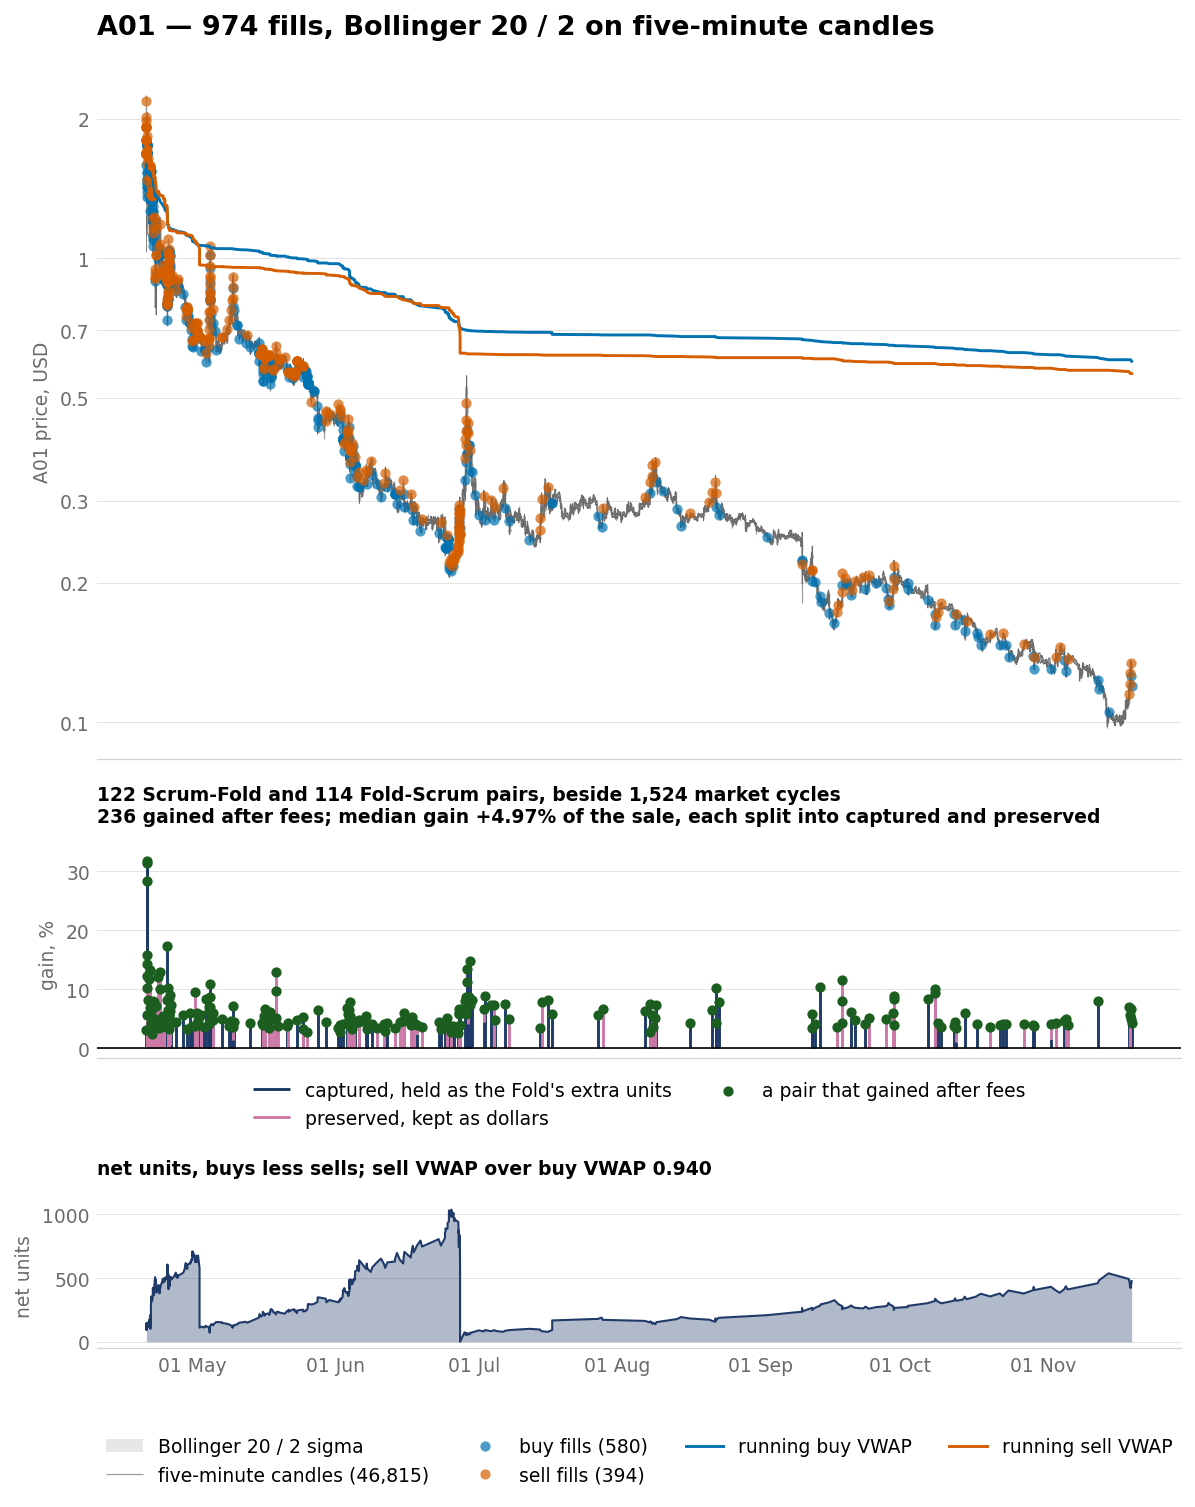 A01 — 974 fills, Bollinger 20 / 2 on five-minute candles
2
1
0.7
0.5
0.3
0.2
0.1
A01 price, USD
122 Scrum-Fold and 114 Fold-Scrum pairs, beside 1,524 market cycles
236 gained after fees; median gain +4.97% of the sale, each split into captured and preserved
30
20
10
0
gain, %
captured, held as the Fold's extra units
a pair that gained after fees
preserved, kept as dollars
net units, buys less sells; sell VWAP over buy VWAP 0.940
1000
500
0
net units
01 May
01 Jun
01 Jul
01 Aug
01 Sep
01 Oct
01 Nov
Bollinger 20 / 2 sigma
buy fills (580)
running buy VWAP
running sell VWAP
five-minute candles (46,815)
sell fills (394)